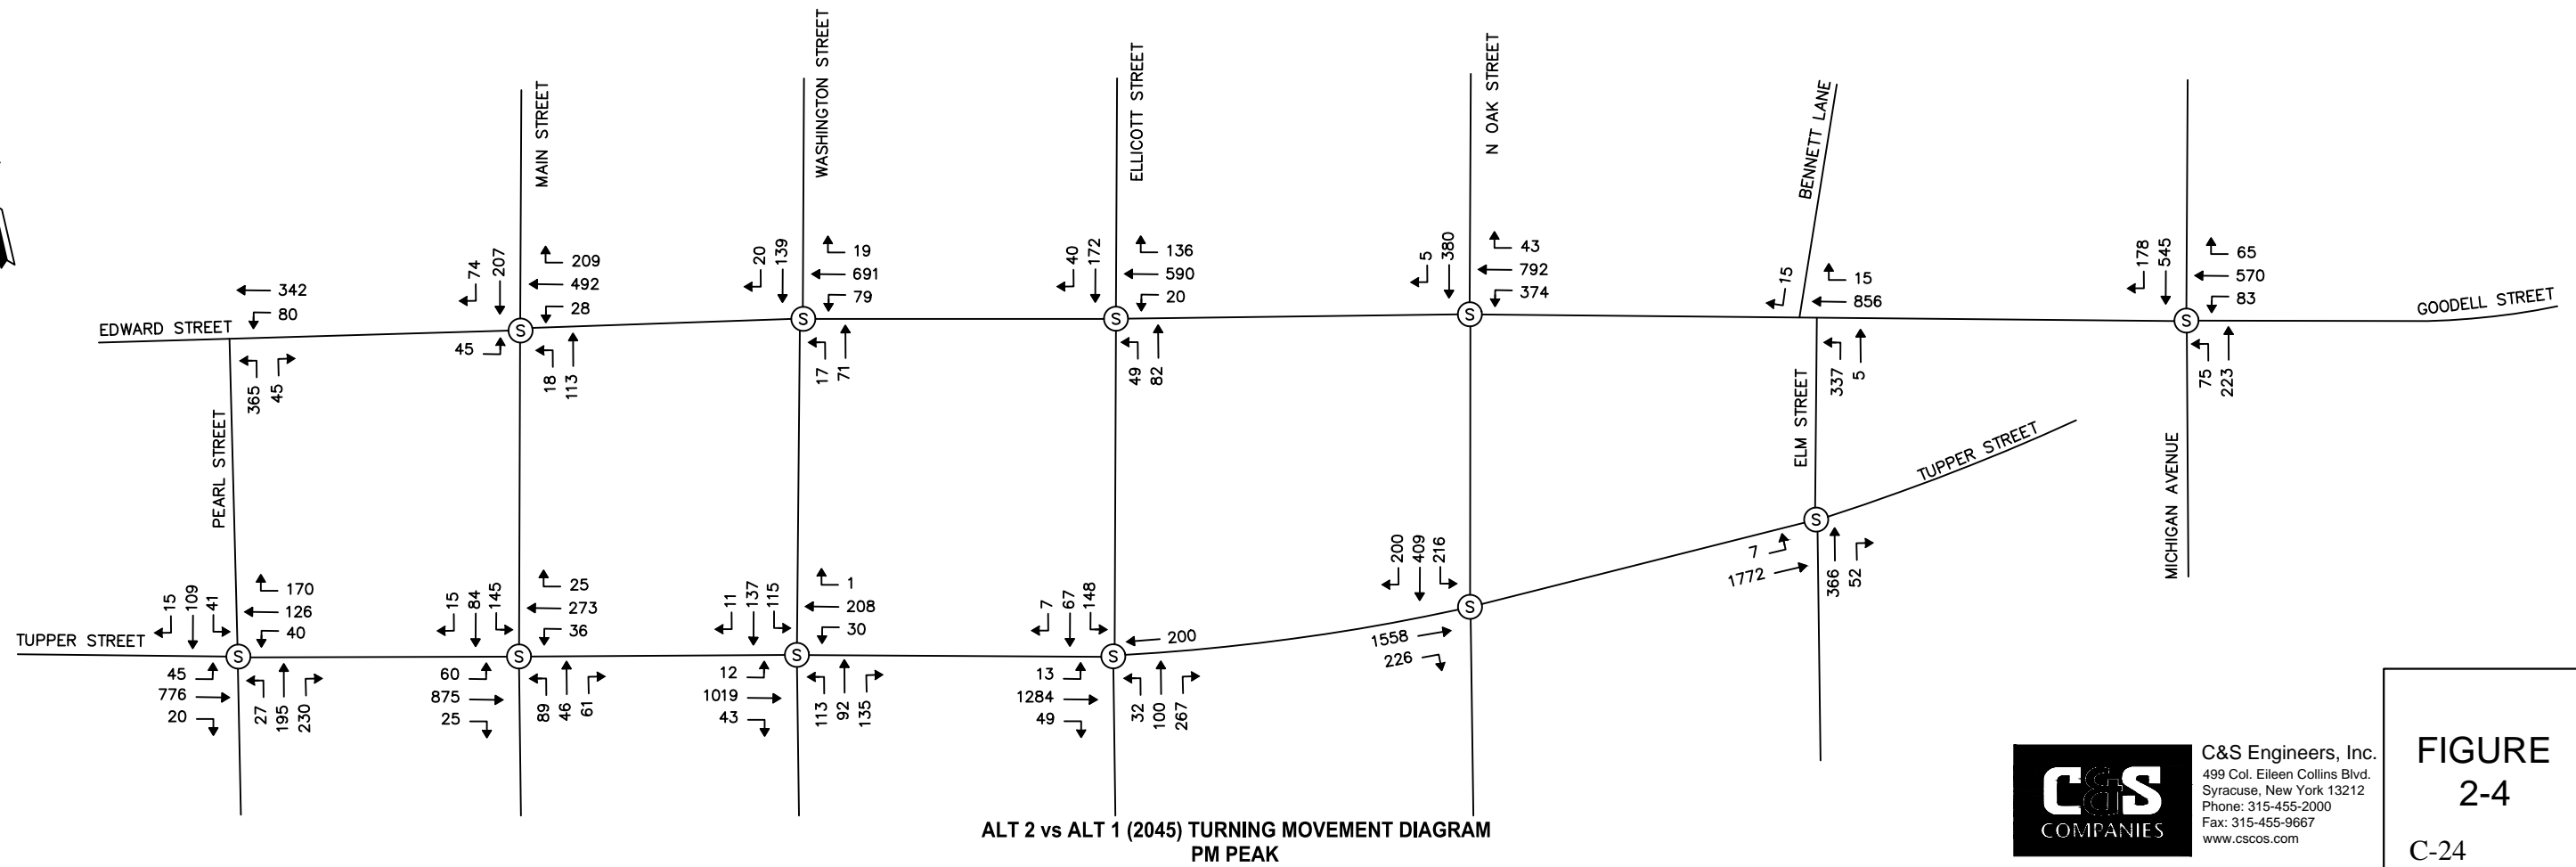 MAIN STREET
WASHINGTON STREET
ELLICOTT STREET
N OAK STREET
BENNETT LANE
342
80
EDWARD STREET
365
45
74
207
209
492
28
S
45
18
113
20
139
19
691
79
S
17
71
40
172
136
590
20
S
49
82
5
380
43
792
374
S
15
15
856
337
5
178
545
65
570
83
S
75
223
GOODELL STREET
PEARL STREET
ELM STREET
MICHIGAN AVENUE
TUPPER STREET
TUPPER STREET
15
109
41
170
126
40
S
45
776
20
27
195
230
15
84
145
25
273
36
S
60
875
25
89
46
61
11
137
115
1
208
30
S
12
1019
43
113
92
135
7
67
148
200
S
13
1284
49
32
100
267
200
409
216
S
1558
226
S
7
1772
366
52
ALT 2 vs ALT 1 (2045) TURNING MOVEMENT DIAGRAM
PM PEAK
C&S
COMPANIES
C&S Engineers, Inc.
499 Col. Eileen Collins Blvd.
Syracuse, New York 13212
Phone: 315-455-2000
Fax: 315-455-9667
www.cscos.com
FIGURE
2-4
C-24